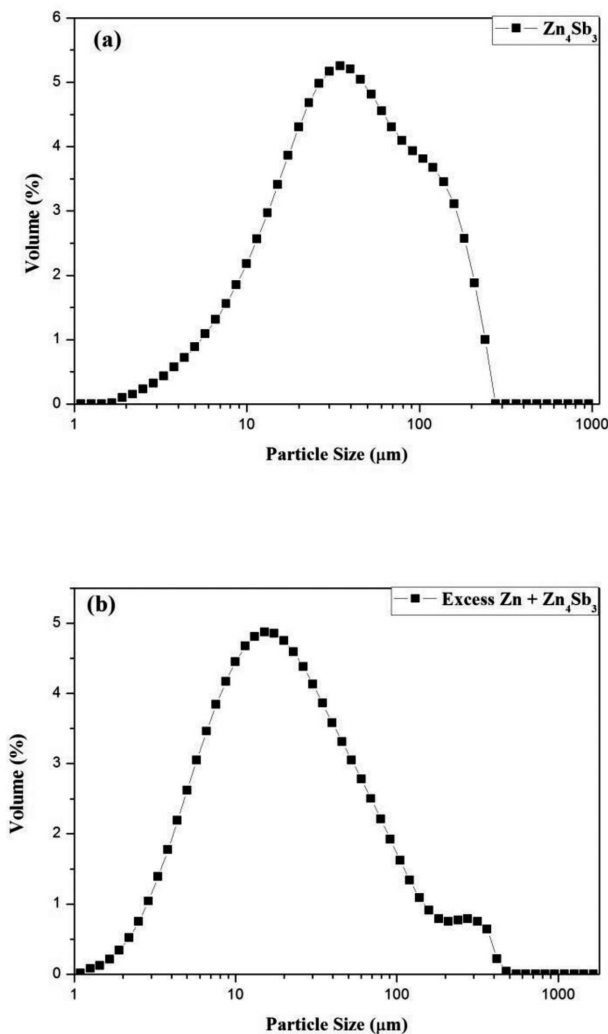 (a)
Zn₄Sb₃
6
5
4
3
2
1
0
Volume (%)
1 10 100 1000
Particle Size (μm)
(b)
Excess Zn + Zn₄Sb₃
5
4
3
2
1
0
Volume (%)
1 10 100 1000
Particle Size (μm)